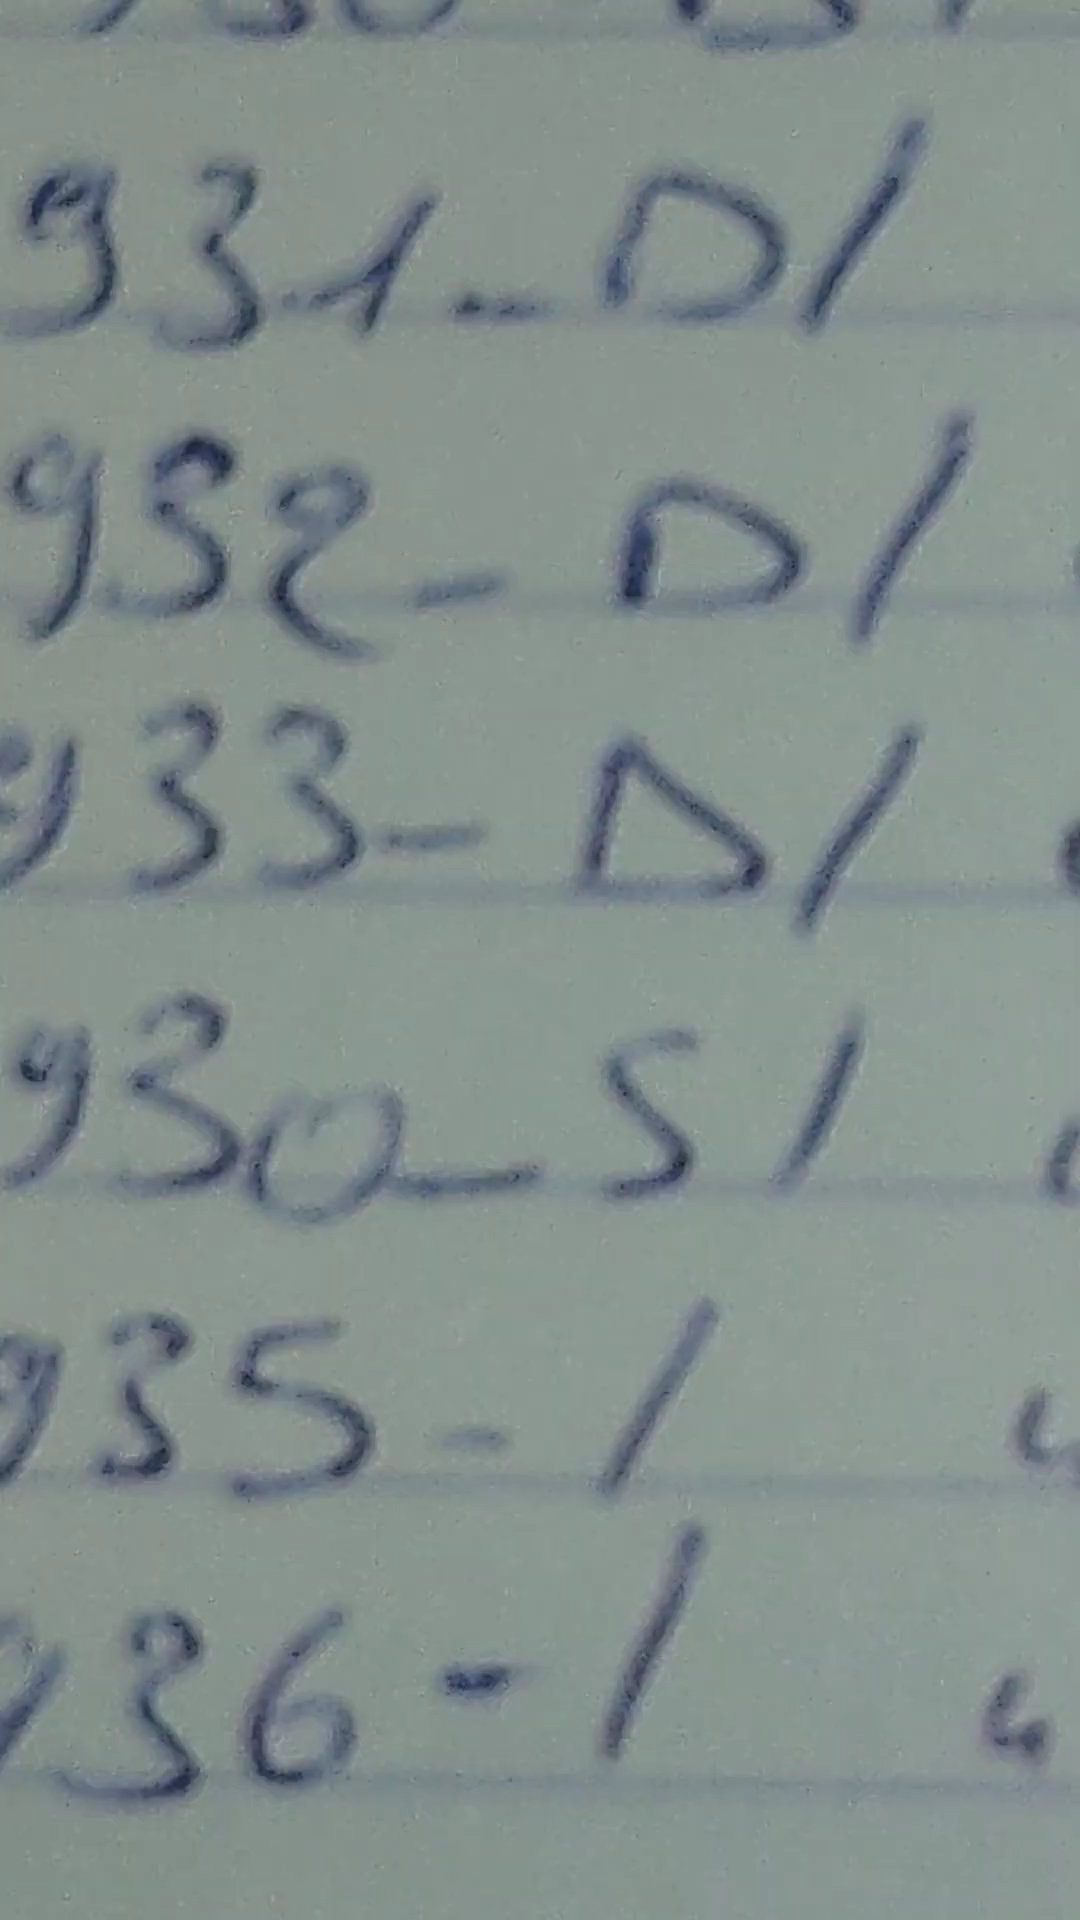 931 - D/
932 - D/
933 - D/
930 - S/
935 - /
936 - /